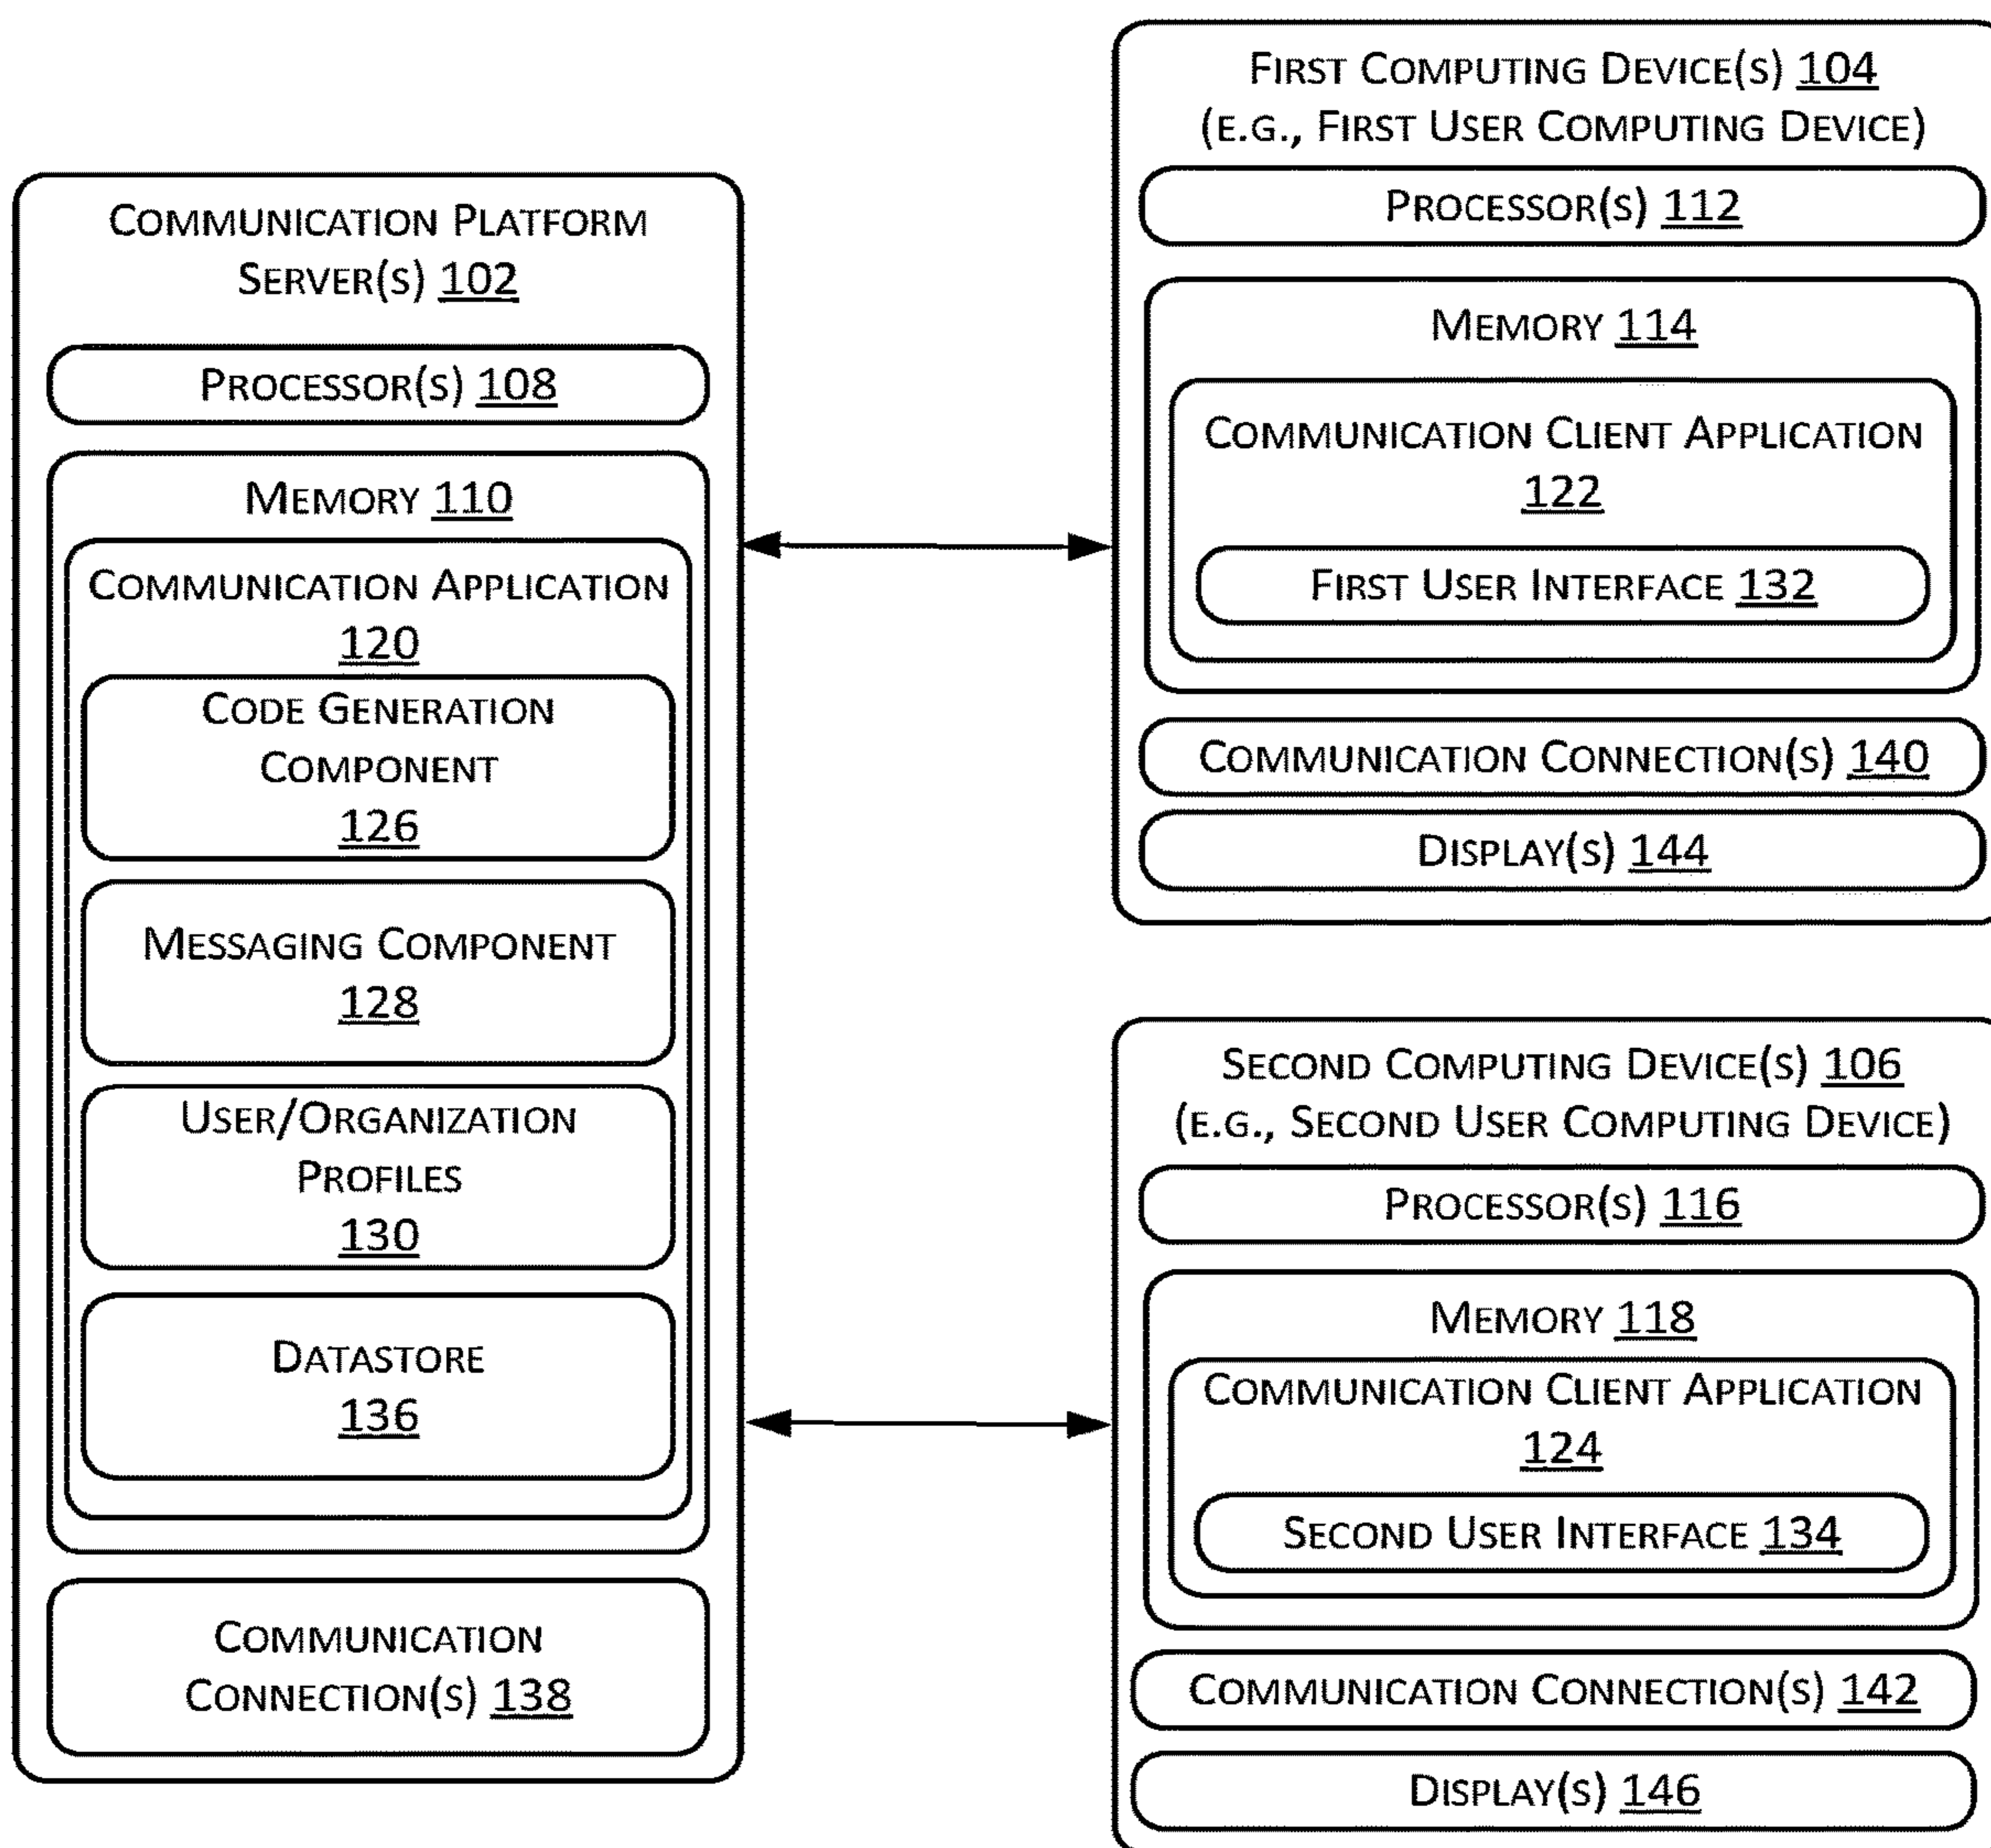 COMMUNICATION PLATFORM
SERVER(S) 102
PROCESSOR(S) 108
MEMORY 110
COMMUNICATION APPLICATION
120
CODE GENERATION
COMPONENT
126
MESSAGING COMPONENT
128
USER/ORGANIZATION
PROFILES
130
DATASTORE
136
COMMUNICATION
CONNECTION(S) 138
FIRST COMPUTING DEVICE(S) 104
(E.G., FIRST USER COMPUTING DEVICE)
PROCESSOR(S) 112
MEMORY 114
COMMUNICATION CLIENT APPLICATION
122
FIRST USER INTERFACE 132
COMMUNICATION CONNECTION(S) 140
DISPLAY(S) 144
SECOND COMPUTING DEVICE(S) 106
(E.G., SECOND USER COMPUTING DEVICE)
PROCESSOR(S) 116
MEMORY 118
COMMUNICATION CLIENT APPLICATION
124
SECOND USER INTERFACE 134
COMMUNICATION CONNECTION(S) 142
DISPLAY(S) 146